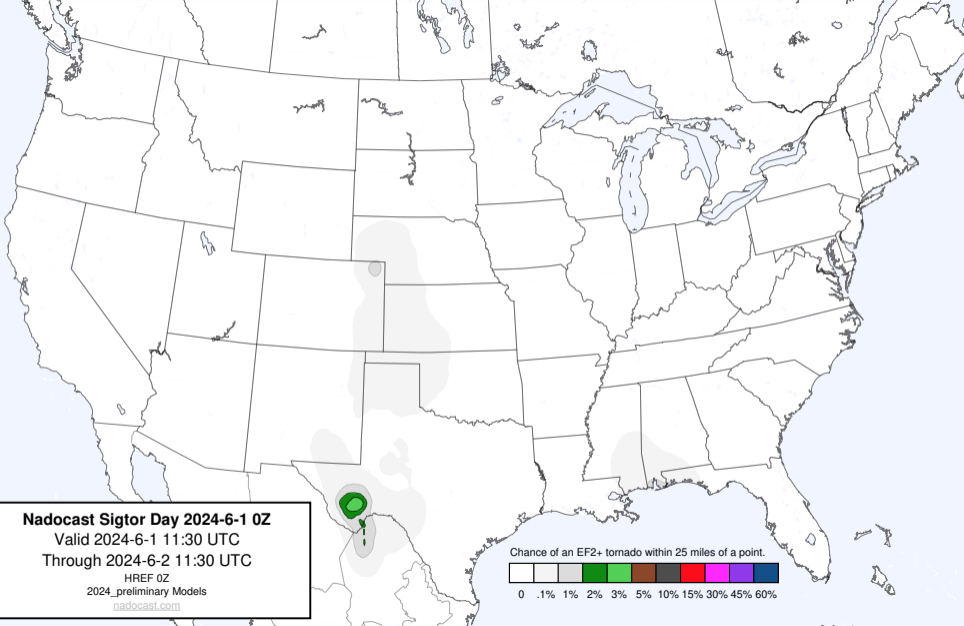 Nadocast Sigtor Day 2024-6-1 0Z
Valid 2024-6-1 11:30 UTC
Through 2024-6-2 11:30 UTC
HREF 0Z
2024_preliminary Models
nadocast.com
Chance of an EF2+ tornado within 25 miles of a point.
0 .1% 1% 2% 3% 5% 10% 15% 30% 45% 60%